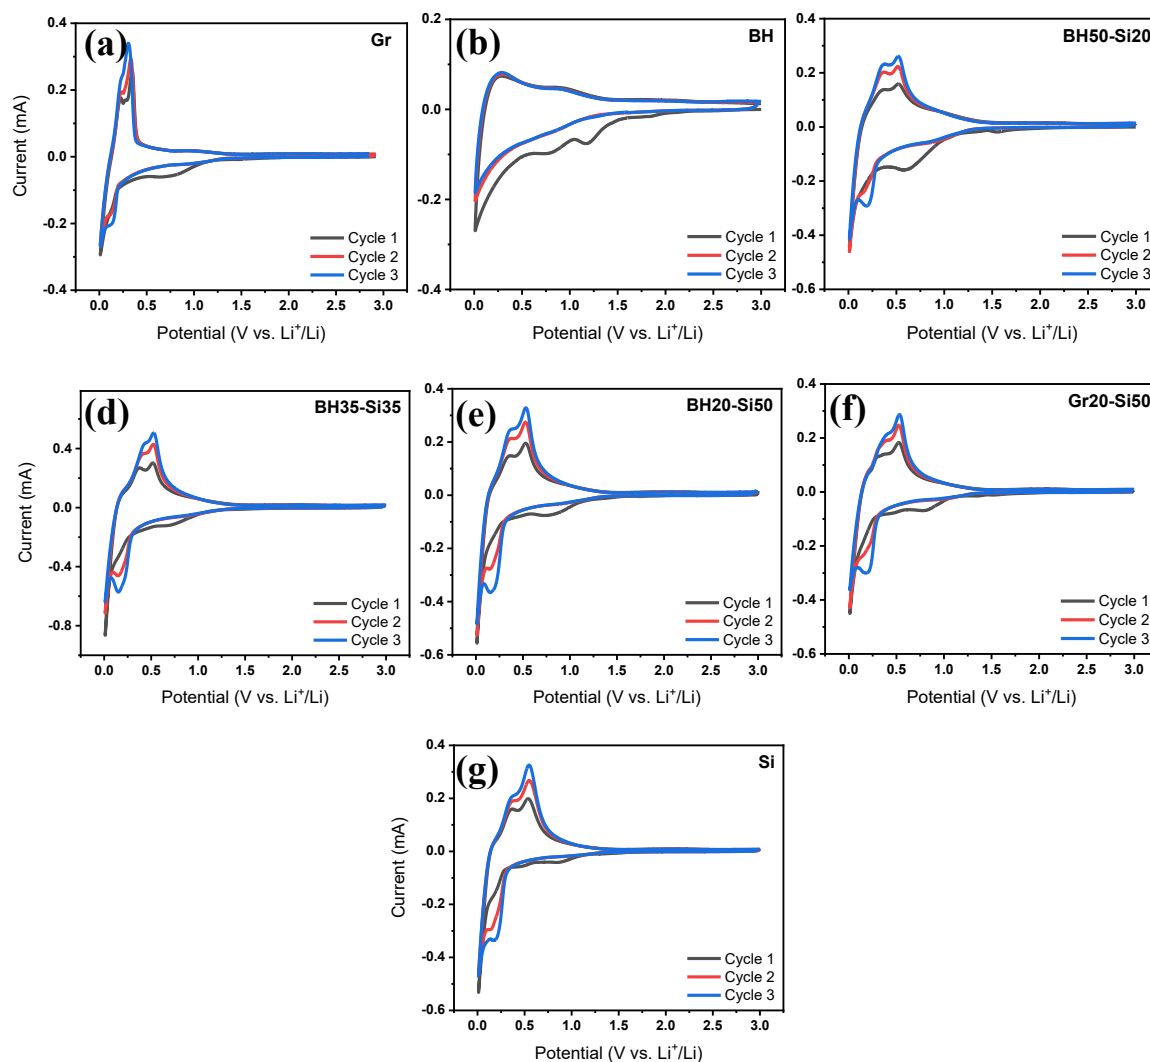 (a)
Gr
Current (mA)
0.4
0.2
0.0
-0.2
-0.4
Cycle 1
Cycle 2
Cycle 3
0.0 0.5 1.0 1.5 2.0 2.5 3.0
Potential (V vs. Li⁺/Li)
(b)
BH
0.2
0.0
-0.2
-0.4
Cycle 1
Cycle 2
Cycle 3
0.0 0.5 1.0 1.5 2.0 2.5 3.0
Potential (V vs. Li⁺/Li)
BH50-Si20
0.4
0.2
0.0
-0.2
-0.4
-0.6
Cycle 1
Cycle 2
Cycle 3
0.0 0.5 1.0 1.5 2.0 2.5 3.0
Potential (V vs. Li⁺/Li)
(d)
BH35-Si35
Current (mA)
0.4
0.0
-0.4
-0.8
Cycle 1
Cycle 2
Cycle 3
0.0 0.5 1.0 1.5 2.0 2.5 3.0
Potential (V vs. Li⁺/Li)
(e)
BH20-Si50
0.4
0.2
0.0
-0.2
-0.4
-0.6
Cycle 1
Cycle 2
Cycle 3
0.0 0.5 1.0 1.5 2.0 2.5 3.0
Potential (V vs. Li⁺/Li)
(f)
Gr20-Si50
0.4
0.2
0.0
-0.2
-0.4
-0.6
Cycle 1
Cycle 2
Cycle 3
0.0 0.5 1.0 1.5 2.0 2.5 3.0
Potential (V vs. Li⁺/Li)
(g)
Si
Current (mA)
0.4
0.2
0.0
-0.2
-0.4
-0.6
Cycle 1
Cycle 2
Cycle 3
0.0 0.5 1.0 1.5 2.0 2.5 3.0
Potential (V vs. Li⁺/Li)